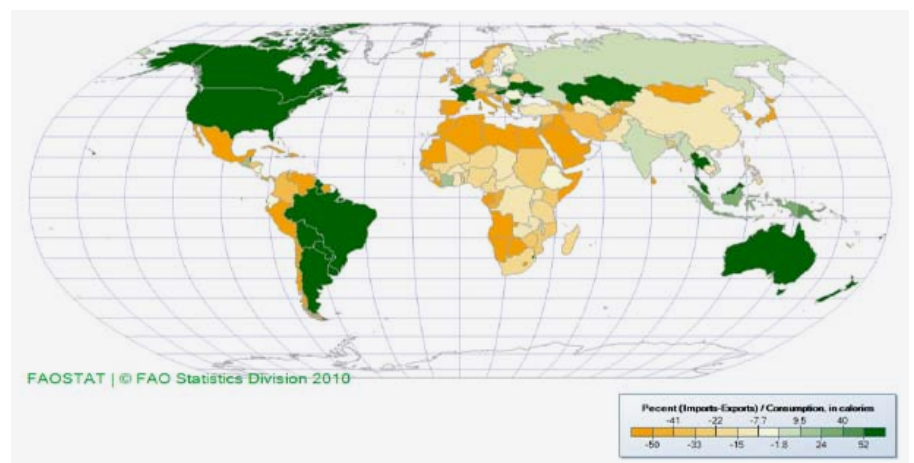 FAOSTAT | © FAO Statistics Division 2010
Pecent (Imports-Exports) / Consumption, in calories
-41 -22 -7.7 9.5 40
-50 -33 -15 -1.8 24 52